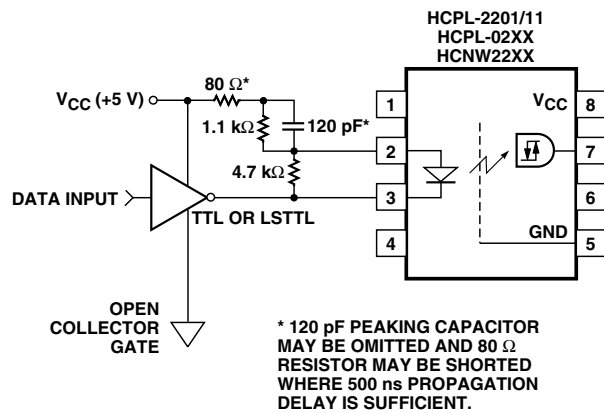 HCPL-2201/11
HCPL-02XX
HCNW22XX
80 Ω*
VCC (+5 V)
1.1 kΩ
120 pF*
4.7 kΩ
DATA INPUT
TTL OR LSTTL
OPEN
COLLECTOR
GATE
1
2
3
4
VCC
8
7
6
GND
5
* 120 pF PEAKING CAPACITOR
MAY BE OMITTED AND 80 Ω
RESISTOR MAY BE SHORTED
WHERE 500 ns PROPAGATION
DELAY IS SUFFICIENT.